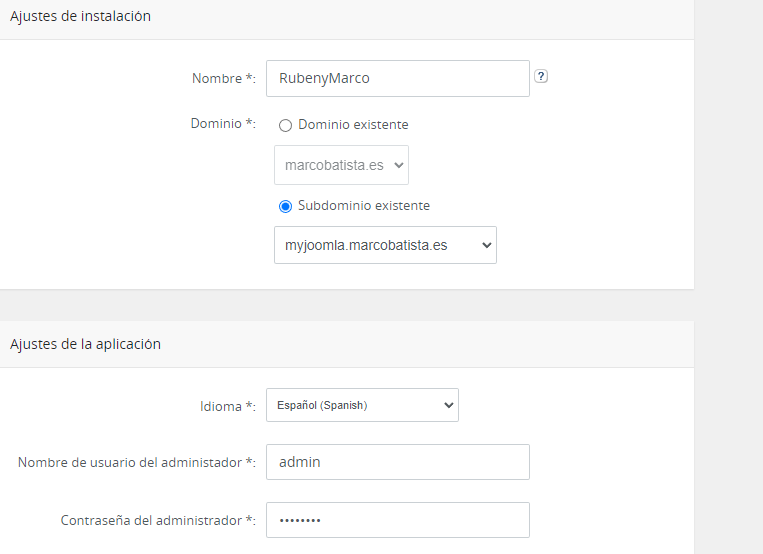 Ajustes de instalación
Nombre *: RubenyMarco ?
Dominio *: Dominio existente
marcobatista.es
Subdominio existente
myjoomla.marcobatista.es
Ajustes de la aplicación
Idioma *: Español (Spanish)
Nombre de usuario del administador *: admin
Contraseña del administrador *: ••••••••